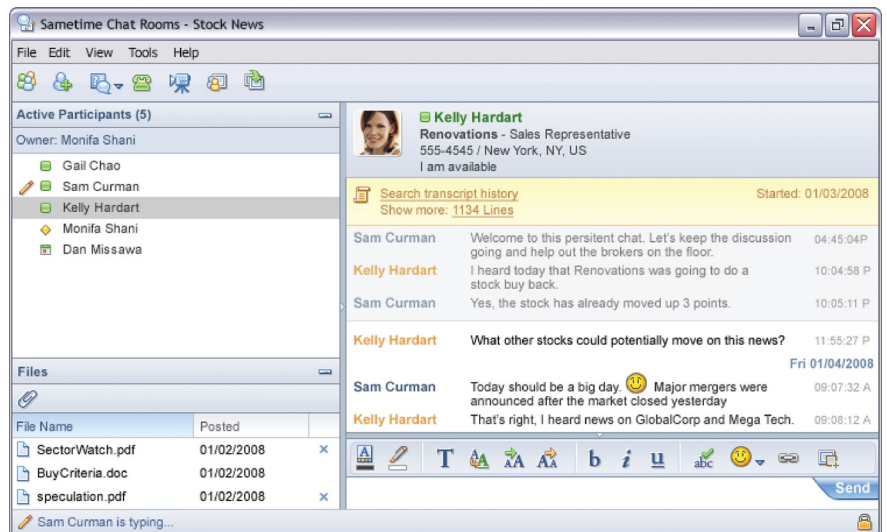 Sametime Chat Rooms - Stock News
File Edit View Tools Help
Active Participants (5)
Owner: Monifa Shani
Gail Chao
Sam Curman
Kelly Hardart
Monifa Shani
Dan Missawa
Files
File Name Posted
SectorWatch.pdf 01/02/2008
BuyCriteria.doc 01/02/2008
speculation.pdf 01/02/2008
Sam Curman is typing...
Kelly Hardart
Renovations - Sales Representative
555-4545 / New York, NY, US
I am available
Search transcript history Started: 01/03/2008
Show more: 1134 Lines
Sam Curman Welcome to this persitent chat. Let's keep the discussion 04:45:04P
going and help out the brokers on the floor.
Kelly Hardart I heard today that Renovations was going to do a 10:04:58 P
stock buy back.
Sam Curman Yes, the stock has already moved up 3 points. 10:05:11 P
Kelly Hardart What other stocks could potentially move on this news? 11:55:27 P
Fri 01/04/2008
Sam Curman Today should be a big day. Major mergers were 09:07:32 A
announced after the market closed yesterday
Kelly Hardart That's right, I heard news on GlobalCorp and Mega Tech. 09:08:12 A
A T AA AA AA b i u abc
Send